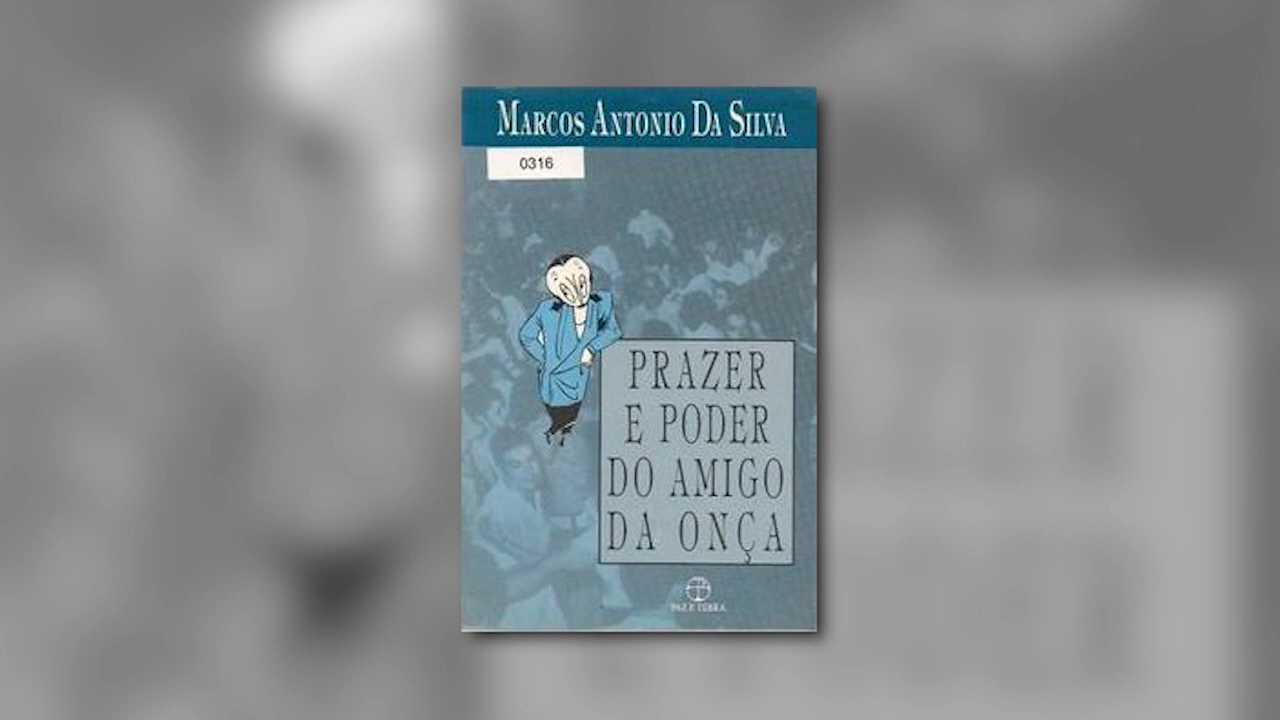 MARCOS ANTONIO DA SILVA
0316
PRAZER
E PODER
DO AMIGO
DA ONÇA
PAZ E TERRA